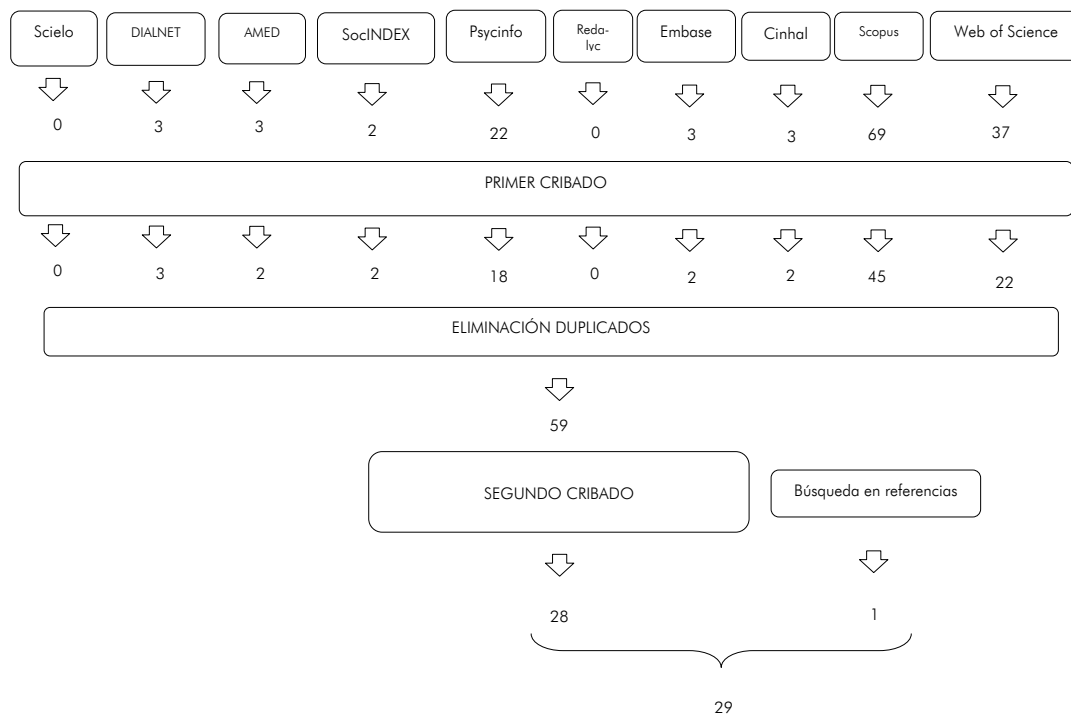 Scielo DIALNET AMED SocINDEX Psycinfo Reda- Embase Cinhal Scopus Web of Science
lyc
0 3 3 2 22 0 3 3 69 37
PRIMER CRIBADO
0 3 2 2 18 0 2 2 45 22
ELIMINACIÓN DUPLICADOS
59
SEGUNDO CRIBADO Búsqueda en referencias
28 1
29